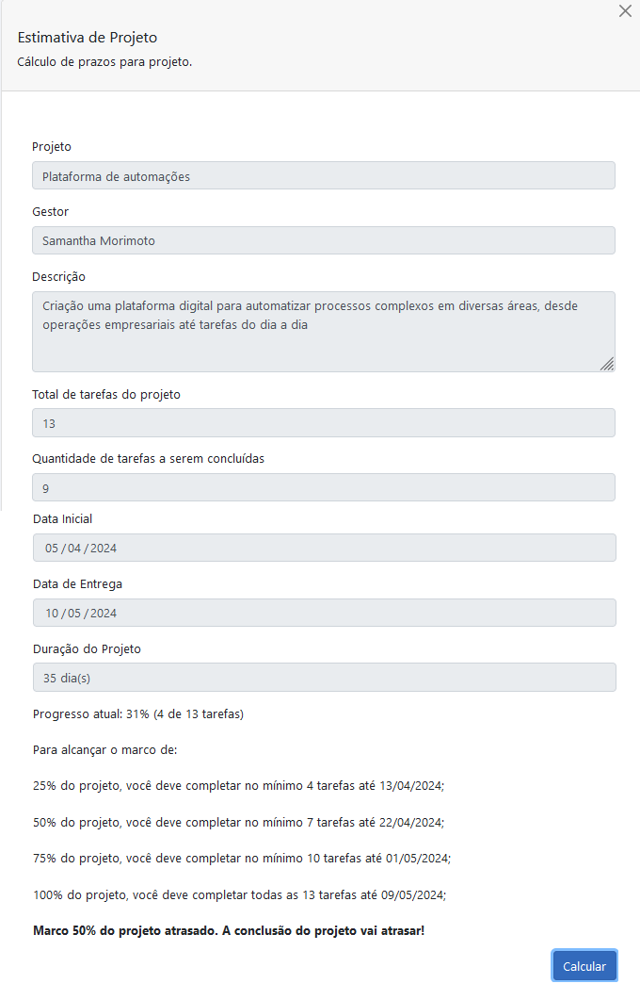 Estimativa de Projeto
Cálculo de prazos para projeto.
Projeto
Plataforma de automações
Gestor
Samantha Morimoto
Descrição
Criação uma plataforma digital para automatizar processos complexos em diversas áreas, desde
operações empresariais até tarefas do dia a dia
Total de tarefas do projeto
13
Quantidade de tarefas a serem concluídas
9
Data Inicial
05/04/2024
Data de Entrega
10/05/2024
Duração do Projeto
35 dia(s)
Progresso atual: 31% (4 de 13 tarefas)
Para alcançar o marco de:
25% do projeto, você deve completar no mínimo 4 tarefas até 13/04/2024;
50% do projeto, você deve completar no mínimo 7 tarefas até 22/04/2024;
75% do projeto, você deve completar no mínimo 10 tarefas até 01/05/2024;
100% do projeto, você deve completar todas as 13 tarefas até 09/05/2024;
Marco 50% do projeto atrasado. A conclusão do projeto vai atrasar!
Calcular